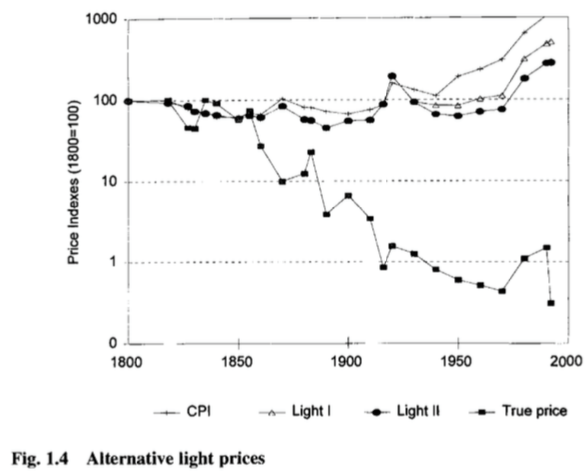 1000
100
10
1
0
Price Indexes (1800=100)
1800 1850 1900 1950 2000
CPI Light I Light II True price
Fig. 1.4 Alternative light prices